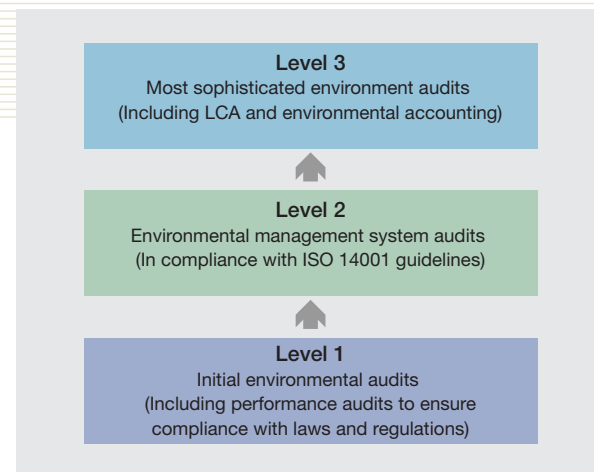 Level 3
Most sophisticated environment audits
(Including LCA and environmental accounting)
Level 2
Environmental management system audits
(In compliance with ISO 14001 guidelines)
Level 1
Initial environmental audits
(Including performance audits to ensure
compliance with laws and regulations)